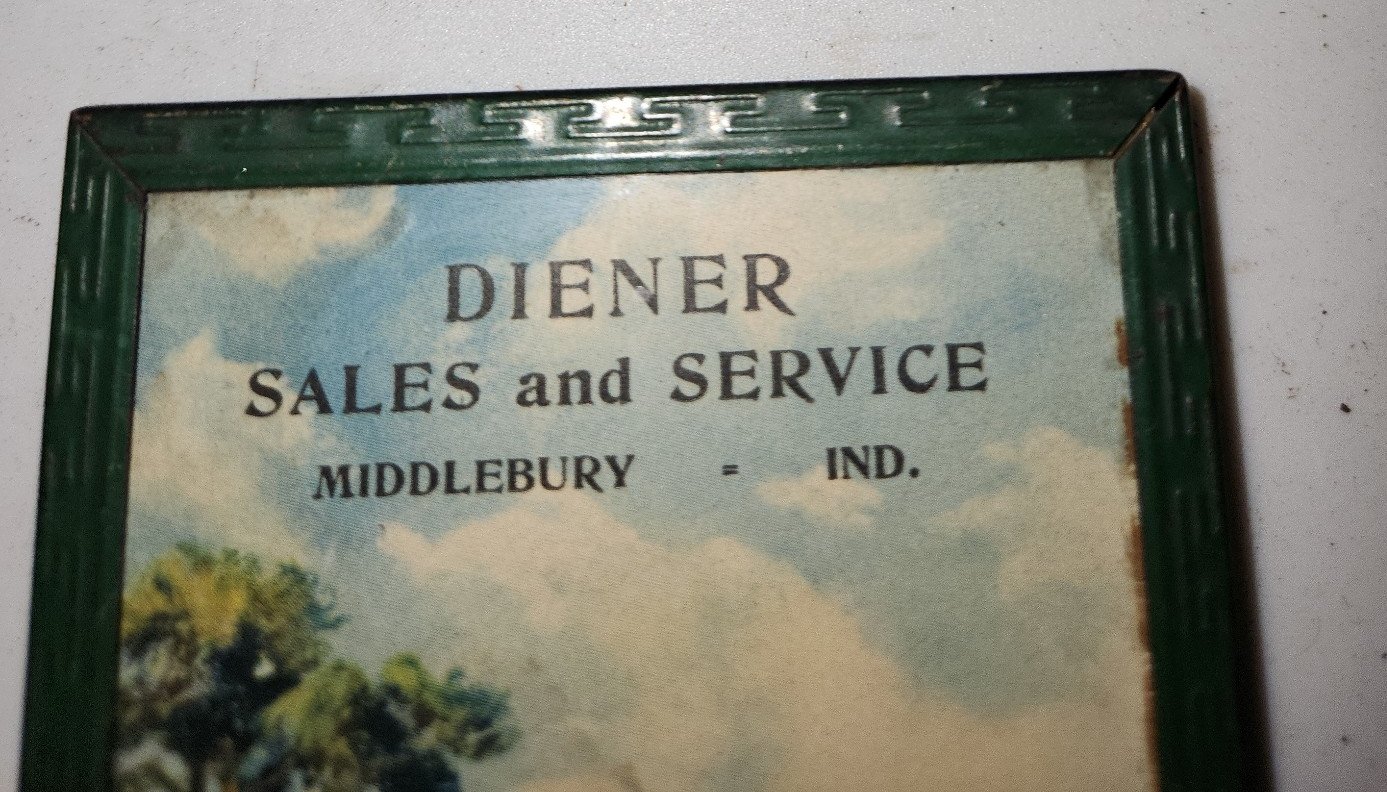 DIENER
SALES and SERVICE
MIDDLEBURY = IND.